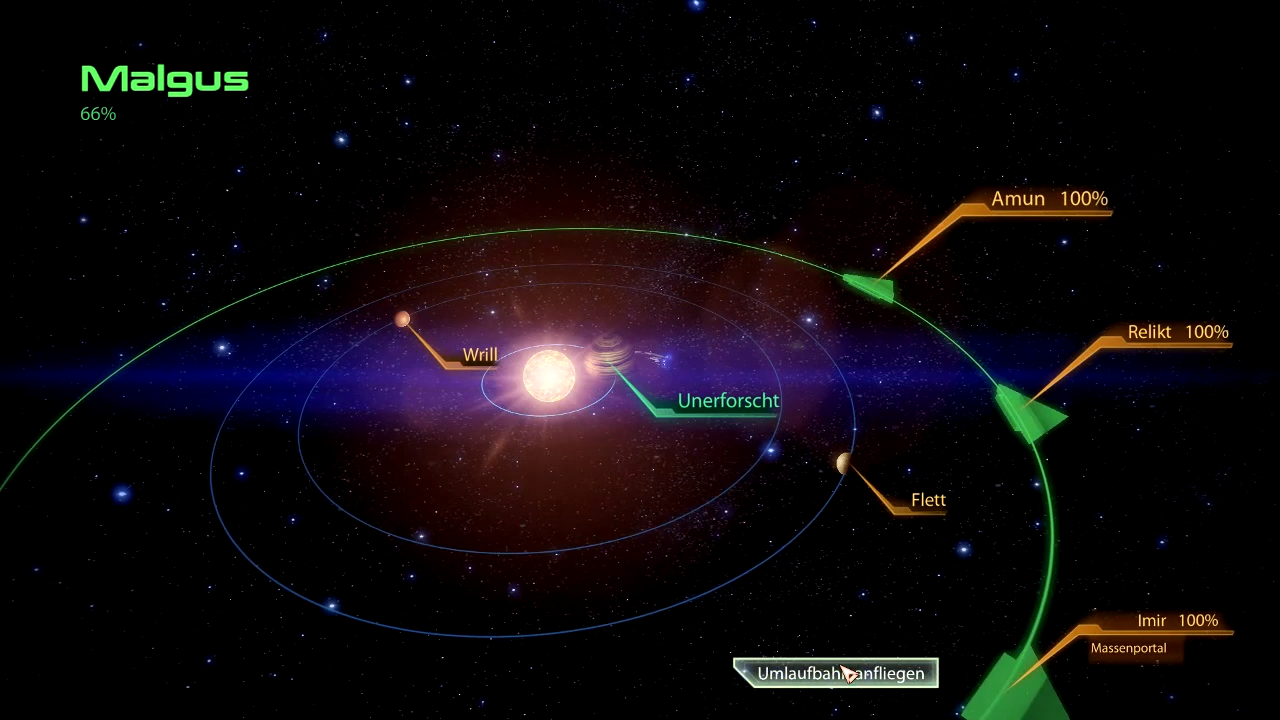 Malgus
66%
Amun 100%
Relikt 100%
Wrill
Unerforscht
Flett
Imir 100%
Massenportal
Umlaufbahn anfliegen